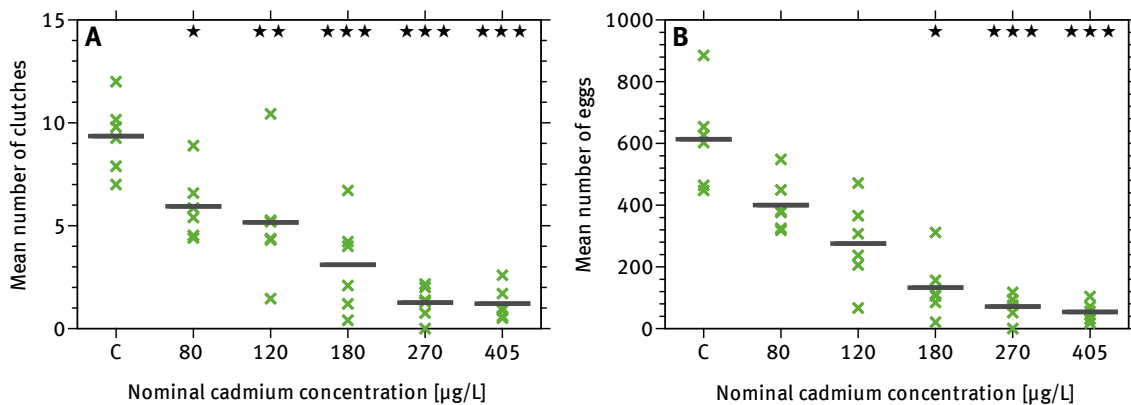 A
★ ★★ ★★★ ★★★ ★★★
15
10
5
0
Mean number of clutches
C 80 120 180 270 405
Nominal cadmium concentration [µg/L]
B
★ ★★★ ★★★
1000
800
600
400
200
0
Mean number of eggs
C 80 120 180 270 405
Nominal cadmium concentration [µg/L]